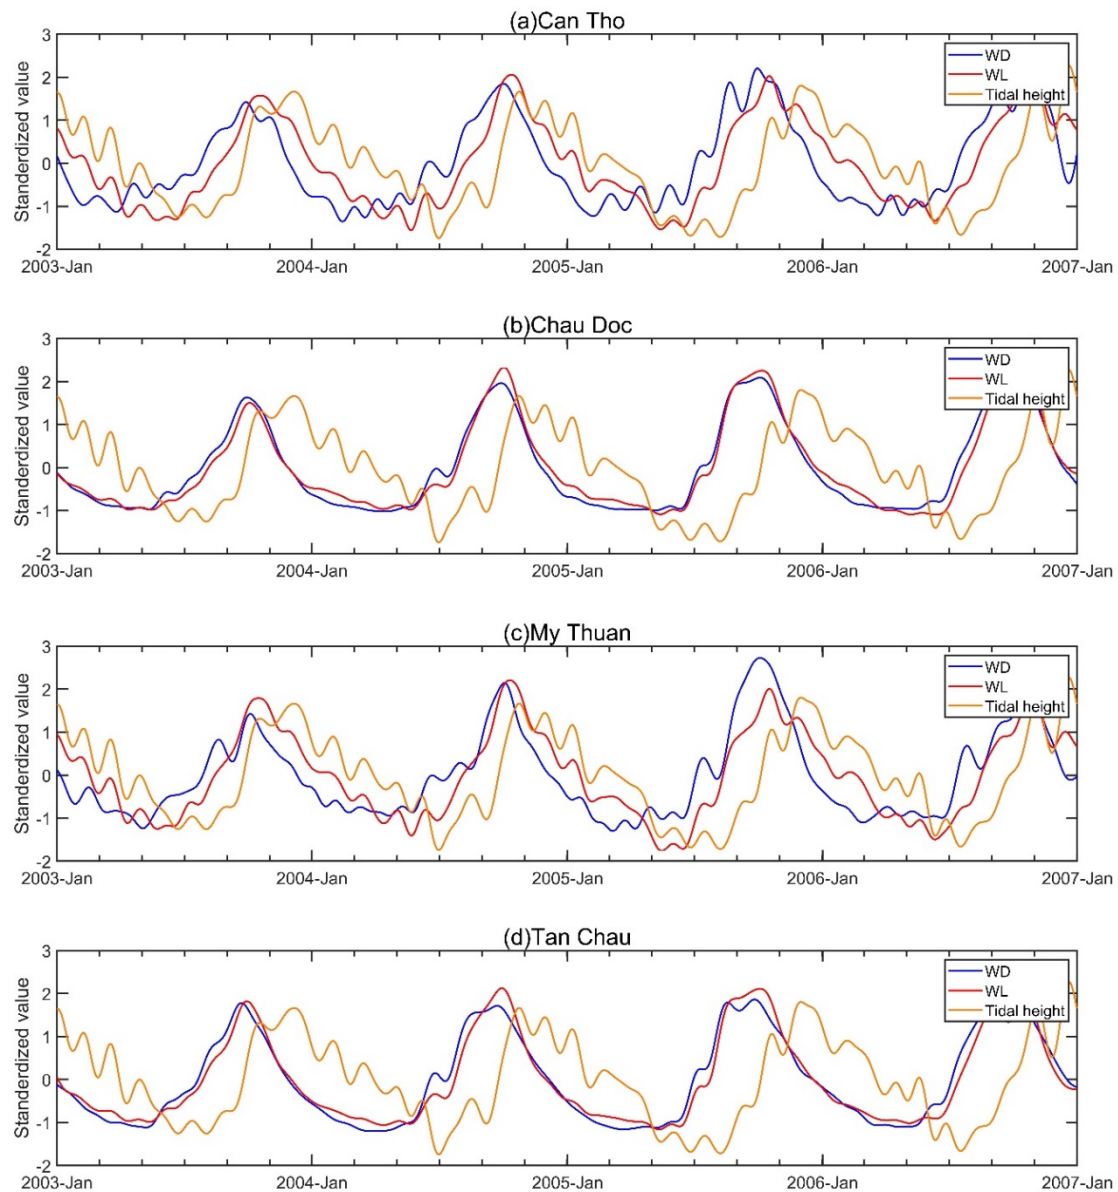 (a)Can Tho
3
2
1
0
-1
-2
Standerdized value
WD
WL
Tidal height
2003-Jan
2004-Jan
2005-Jan
2006-Jan
2007-Jan
(b)Chau Doc
3
2
1
0
-1
-2
Standerdized value
WD
WL
Tidal height
2003-Jan
2004-Jan
2005-Jan
2006-Jan
2007-Jan
(c)My Thuan
3
2
1
0
-1
-2
Standerdized value
WD
WL
Tidal height
2003-Jan
2004-Jan
2005-Jan
2006-Jan
2007-Jan
(d)Tan Chau
3
2
1
0
-1
-2
Standerdized value
WD
WL
Tidal height
2003-Jan
2004-Jan
2005-Jan
2006-Jan
2007-Jan